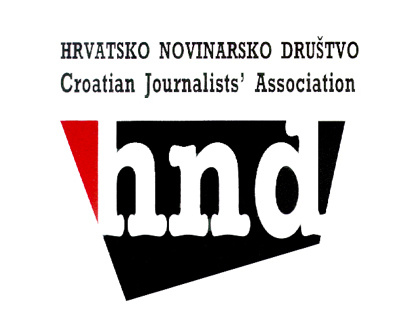 HRVATSKO NOVINARSKO DRUŠTVO
Croatian Journalists' Association
hnd